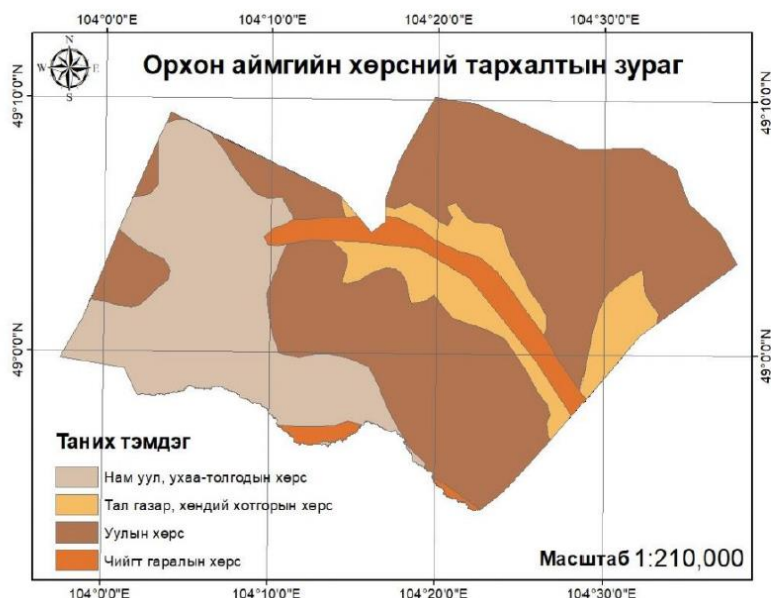 104°0'0"E 104°10'0"E 104°20'0"E 104°30'0"E
N
W E
S
Орхон аймгийн хөрсний тархалтын зураг
49°10'0"N 49°10'0"N
49°0'0"N 49°0'0"N
Таних тэмдэг
Нам уул, ухаа-толгодын хөрс
Тал газар, хөндий хотгорын хөрс
Уулын хөрс
Чийгт гаралын хөрс
Масштаб 1:210,000
104°0'0"E 104°10'0"E 104°20'0"E 104°30'0"E